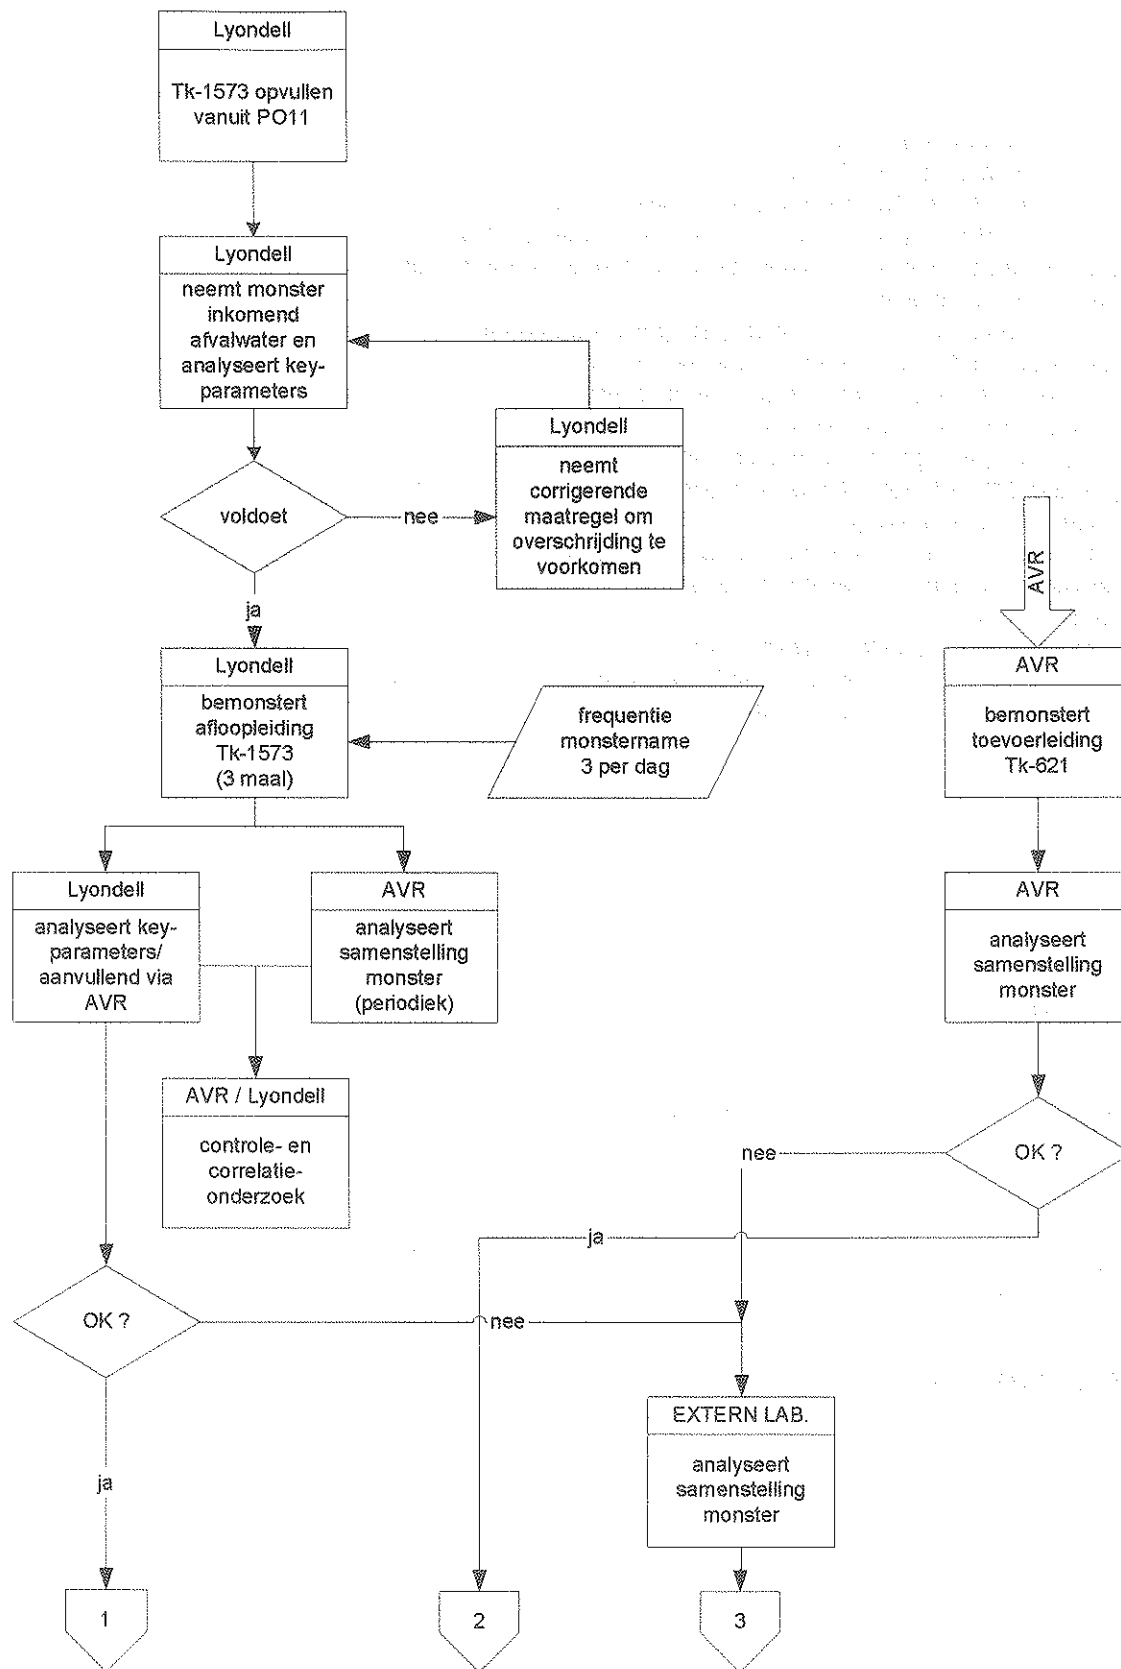 Lyondell
Tk-1573 opvullen
vanuit PO11
Lyondell
neemt monster
inkomend
afvalwater en
analyseert key-
parameters
voldoet
nee
Lyondell
neemt
corrigerende
maatregel om
overschrijding te
voorkomen
ja
Lyondell
bemonstert
afloopleiding
Tk-1573
(3 maal)
frequentie
monstername
3 per dag
AVR
AVR
bemonstert
toevoerleiding
Tk-621
Lyondell
analyseert key-
parameters/
aanvullend via
AVR
AVR
analyseert
samenstelling
monster
(periodiek)
AVR
analyseert
samenstelling
monster
AVR / Lyondell
controle- en
correlatie-
onderzoek
OK ?
nee
ja
OK ?
nee
ja
EXTERN LAB.
analyseert
samenstelling
monster
1
2
3